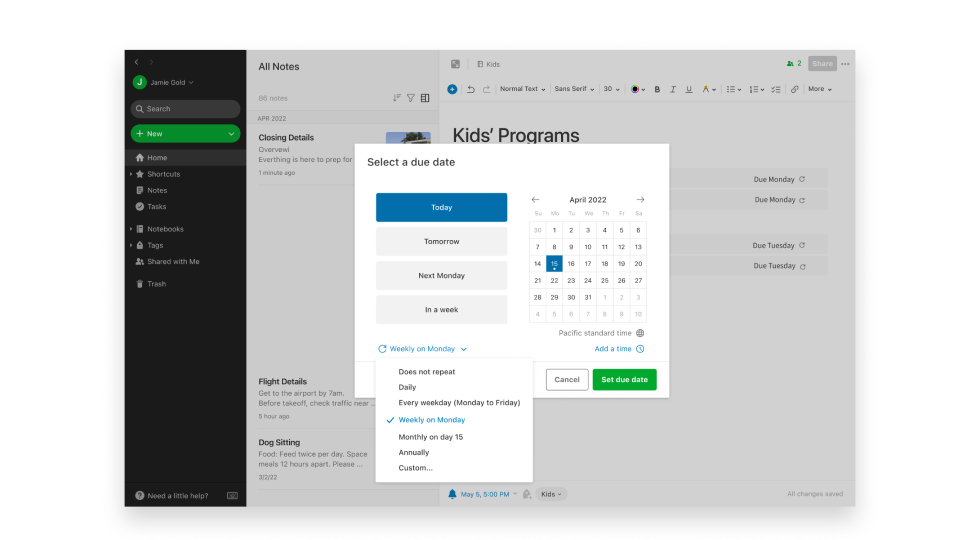 J Jamie Gold
Search
New
Home
Shortcuts
Notes
Tasks
Notebooks
Tags
Shared with Me
Trash
Need a little help?
All Notes
86 notes
APR 2022
Closing Details
Overvewi
Everthing is here to prep for
1 minute ago
Flight Details
Get to the airport by 7am.
Before takeoff, check traffic near ...
5 hour ago
Dog Sitting
Food: Feed twice per day. Space
meals 12 hours apart. Please ...
3/2/22
Kids
2 Share
Normal Text Sans Serif 30 B I U A More
Kids' Programs
Due Monday
Due Monday
Due Tuesday
Due Tuesday
Select a due date
Today
Tomorrow
Next Monday
In a week
April 2022
Su Mo Tu We Th Fr Sa
30 1 2 3 4 5 6
7 8 9 10 11 12 13
14 15 16 17 18 19 20
21 22 23 24 25 26 27
28 29 30 31 1 2 3
4 5 6 7 8 9 10
Pacific standard time
Weekly on Monday
Add a time
Cancel Set due date
Does not repeat
Daily
Every weekday (Monday to Friday)
Weekly on Monday
Monthly on day 15
Annually
Custom...
May 5, 5:00 PM Kids
All changes saved